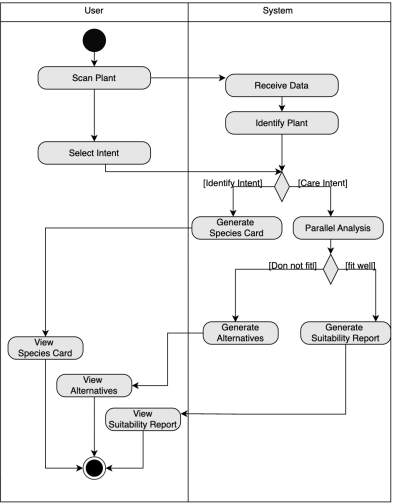 User
System
Scan Plant
Receive Data
Identify Plant
Select Intent
[Identify Intent]
[Care Intent]
Generate
Species Card
Parallel Analysis
[Don not fit]
[fit well]
Generate
Alternatives
Generate
Suitability Report
View
Species Card
View
Alternatives
View
Suitability Report